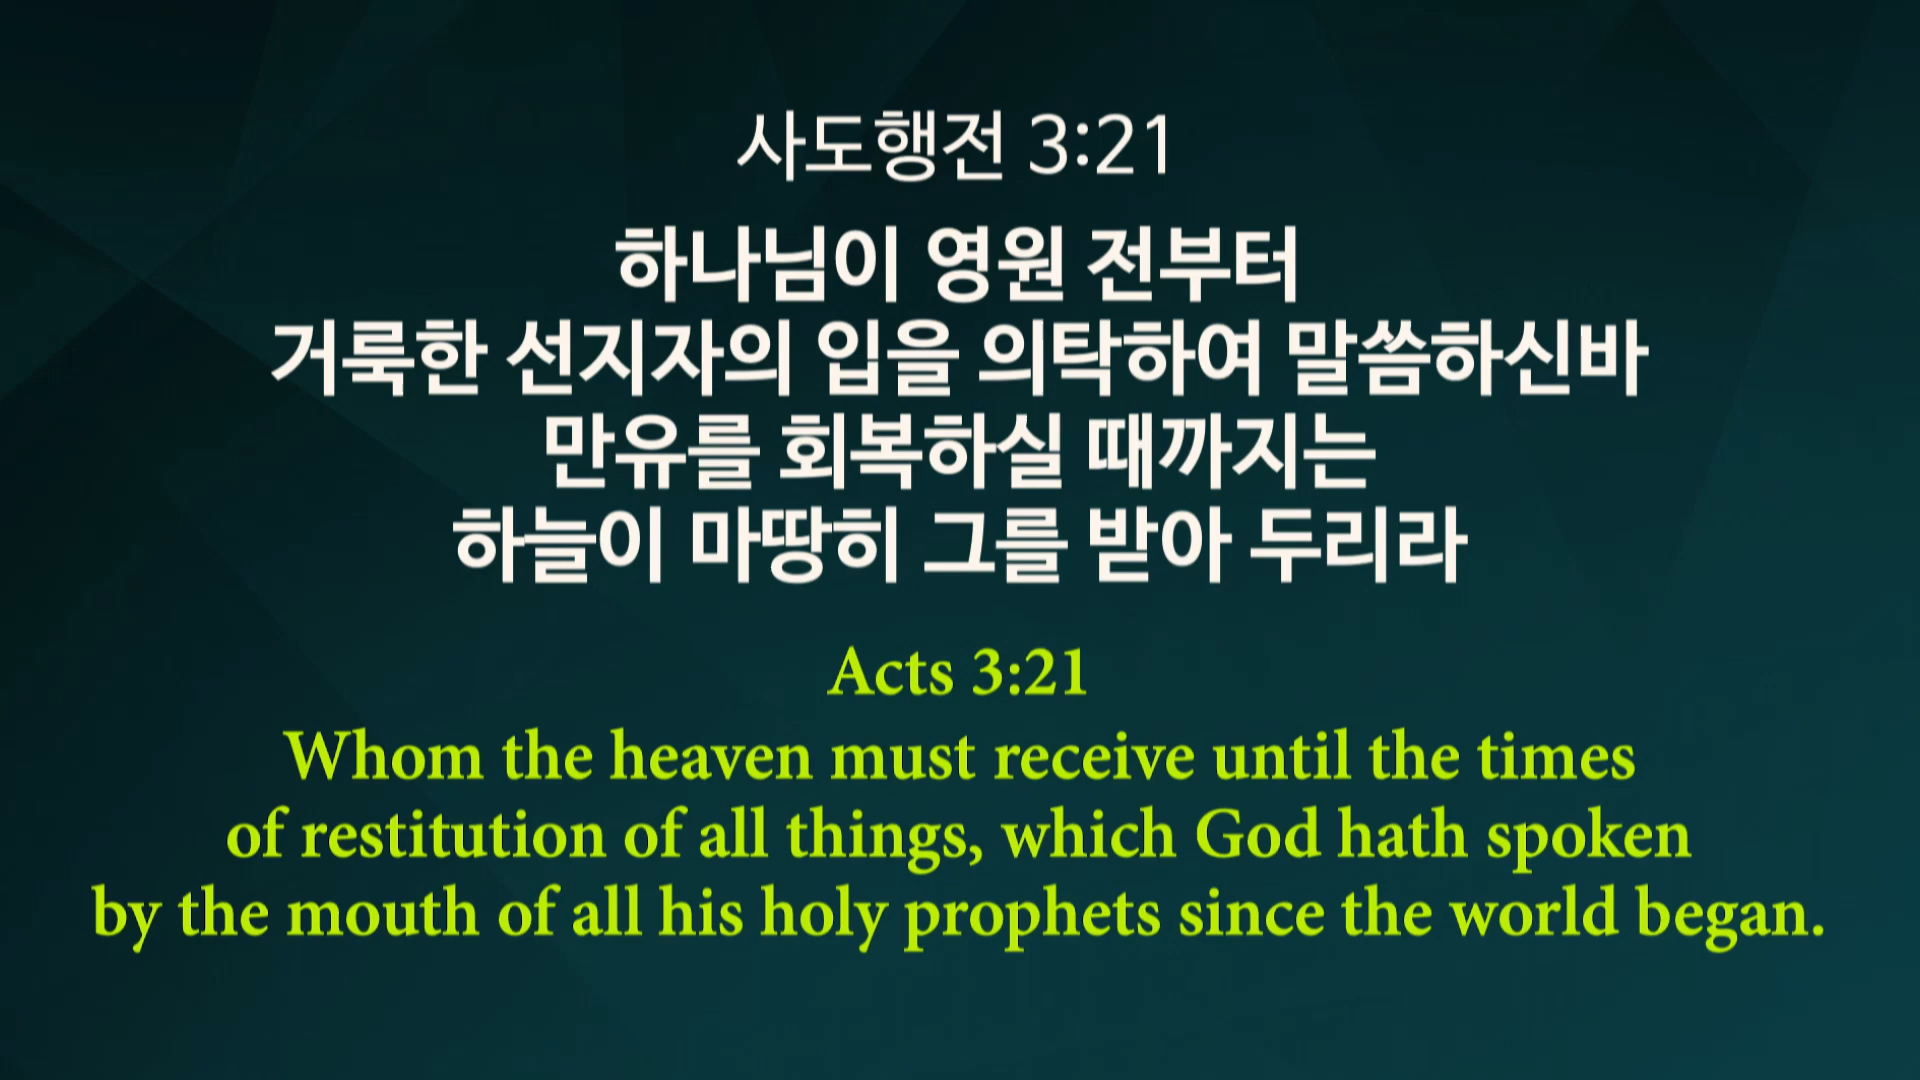 사도행전 3:21
하나님이 영원 전부터
거룩한 선지자의 입을 의탁하여 말씀하신바
만유를 회복하실 때까지는
하늘이 마땅히 그를 받아 두리라
Acts 3:21
Whom the heaven must receive until the times
of restitution of all things, which God hath spoken
by the mouth of all his holy prophets since the world began.